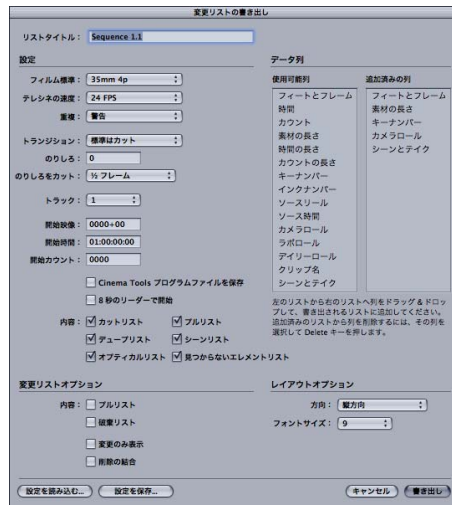 変更リストの書き出し
リストタイトル： Sequence 1.1
設定
フィルム標準： 35mm 4p
テレシネの速度： 24 FPS
重複： 警告
トランジション： 標準はカット
のりしろ： 0
のりしろをカット： ½ フレーム
トラック： 1
開始映像： 0000+00
開始時間： 01:00:00:00
開始カウント： 0000
Cinema Tools プログラムファイルを保存
8 秒のリーダーで開始
内容： カットリスト プルリスト
デュープリスト シーンリスト
オプティカルリスト 見つからないエレメントリスト
データ列
使用可能列
フィートとフレーム
時間
カウント
素材の長さ
時間の長さ
カウントの長さ
キーナンバー
インクナンバー
ソースリール
ソース時間
カメラロール
ラボロール
デイリーロール
クリップ名
シーンとテイク
追加済みの列
フィートとフレーム
素材の長さ
キーナンバー
カメラロール
シーンとテイク
左のリストから右のリストへ列をドラッグ & ドロッ
プして、書き出されるリストに追加してください。
追加済みのリストから列を削除するには、その列を
選択して Delete キーを押します。
変更リストオプション
内容： プルリスト
破棄リスト
変更のみ表示
削除の結合
レイアウトオプション
方向： 縦方向
フォントサイズ： 9
設定を読み込む... 設定を保存... キャンセル 書き出し